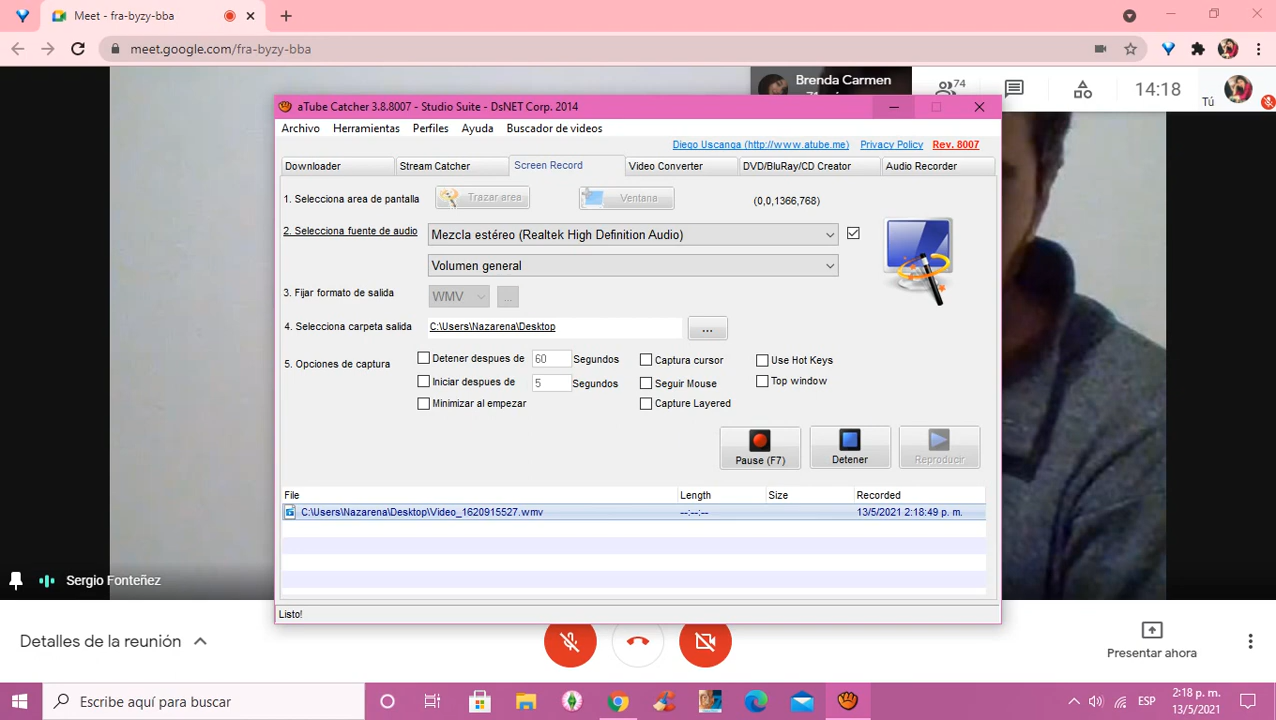 Meet - fra-byzy-bba
meet.google.com/fra-byzy-bba
Brenda Carmen
74
14:18
Tú
aTube Catcher 3.8.8007 - Studio Suite - DsNET Corp. 2014
Archivo Herramientas Perfiles Ayuda Buscador de videos
Diego Uscanga (http://www.atube.me) Privacy Policy Rev. 8007
Downloader Stream Catcher Screen Record Video Converter DVD/BluRay/CD Creator Audio Recorder
1. Selecciona area de pantalla Trazar area Ventana (0,0,1366,768)
2. Selecciona fuente de audio Mezcla estéreo (Realtek High Definition Audio)
Volumen general
3. Fijar formato de salida WMV ...
4. Selecciona carpeta salida C:\Users\Nazarena\Desktop ...
5. Opciones de captura Detener despues de 60 Segundos Captura cursor Use Hot Keys
Iniciar despues de 5 Segundos Seguir Mouse Top window
Minimizar al empezar Capture Layered
Pause (F7) Detener Reproducir
File Length Size Recorded
C:\Users\Nazarena\Desktop\Video_1620915527.wmv --:--:-- 13/5/2021 2:18:49 p. m.
Sergio Fonteñez
Listo!
Detalles de la reunión
Presentar ahora
Escribe aquí para buscar
ESP
2:18 p. m.
13/5/2021